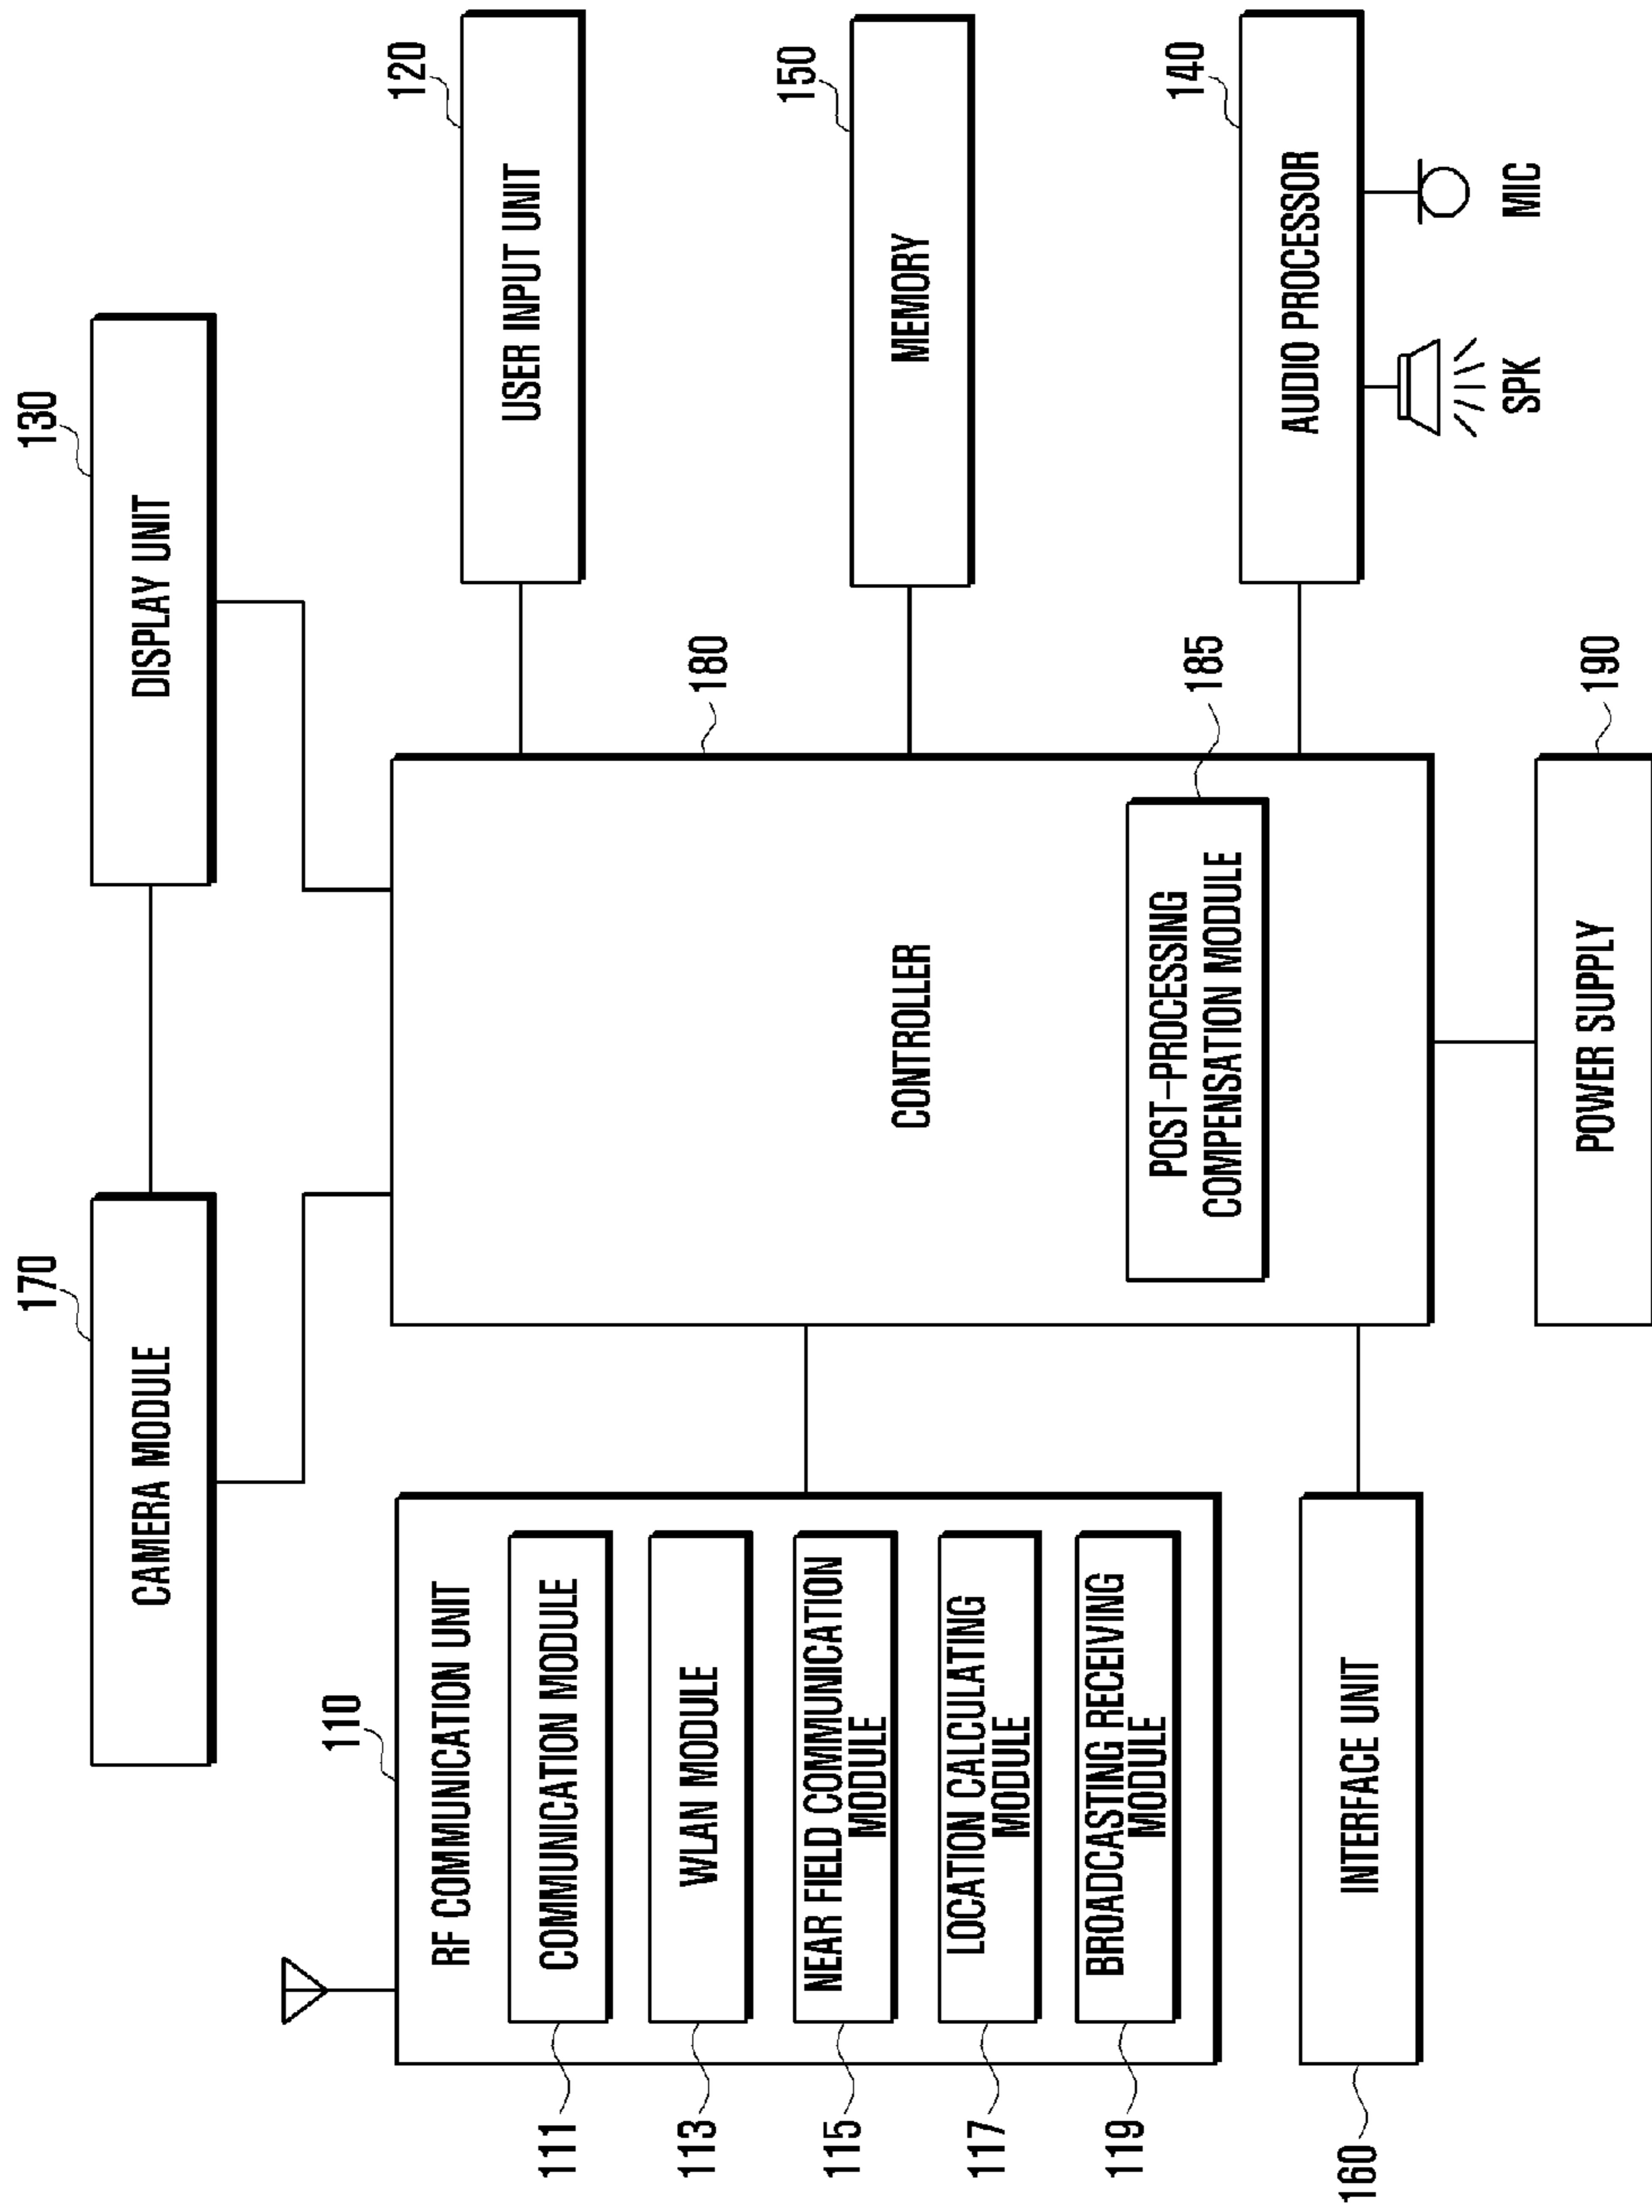 170
130
CAMERA MODULE
DISPLAY UNIT
110
120
RF COMMUNICATION UNIT
USER INPUT UNIT
111
COMMUNICATION MODULE
180
113
WLAN MODULE
150
115
NEAR FIELD COMMUNICATION
MODULE
CONTROLLER
MEMORY
117
LOCATION CALCULATING
MODULE
119
BROADCASTING RECEIVING
MODULE
POST-PROCESSING
COMPENSATION MODULE
185
140
160
INTERFACE UNIT
AUDIO PROCESSOR
SPK
MIC
POWER SUPPLY
190